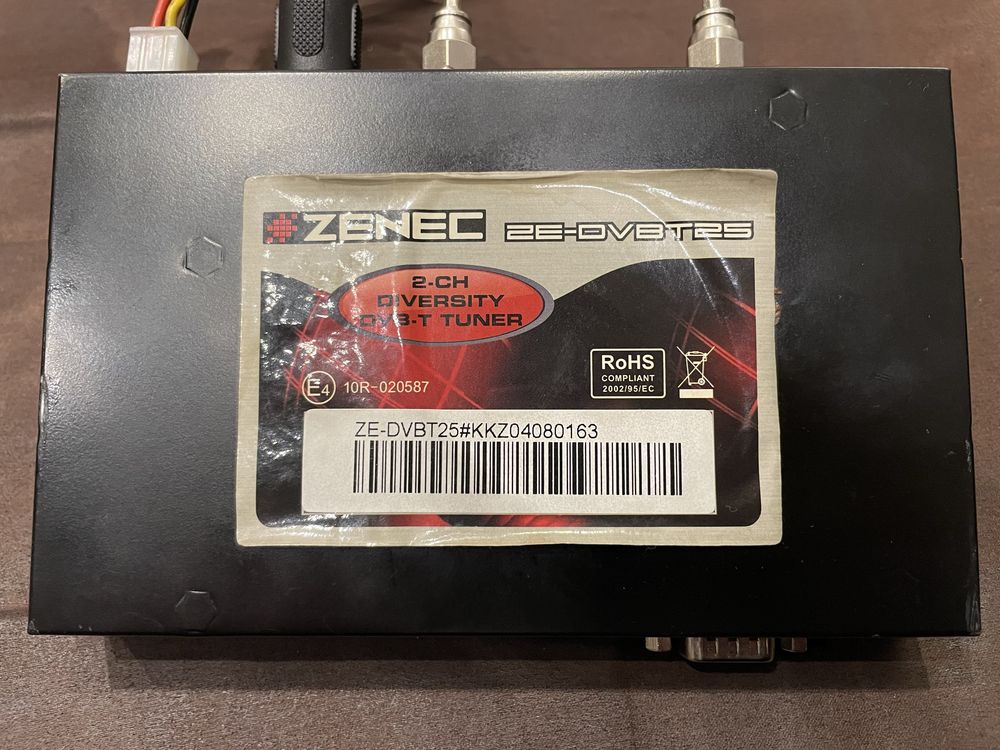 ZENEC
ZE-DVBT25
2-CH
DIVERSITY
DVB-T TUNER
E4 10R-020587
RoHS
COMPLIANT
2002/95/EC
ZE-DVBT25#KKZ04080163